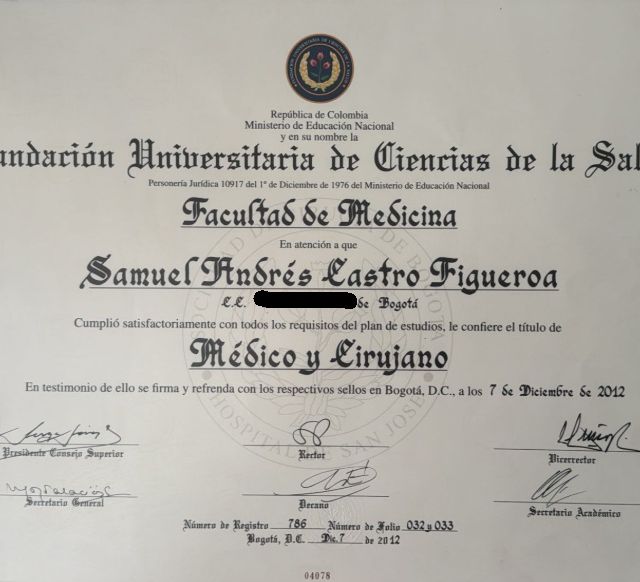 República de Colombia
Ministerio de Educación Nacional
y en su nombre la
undación Universitaria de Ciencias de la Sal
Personería Jurídica 10917 del 1º de Diciembre de 1976 del Ministerio de Educación Nacional
Facultad de Medicina
En atención a que
Samuel Andrés Castro Figueroa
C.C. de Bogotá
Cumplió satisfactoriamente con todos los requisitos del plan de estudios, le confiere el título de
Médico y Cirujano
En testimonio de ello se firma y refrenda con los respectivos sellos en Bogotá, D.C., a los 7 de Diciembre de 2012
Presidente Consejo Superior Rector Vicerrector
Secretario General Decano Secretario Académico
Número de Registro 786 Número de Folio 032 y 033
Bogotá, D.C. Dic. 7 de 2012
04078